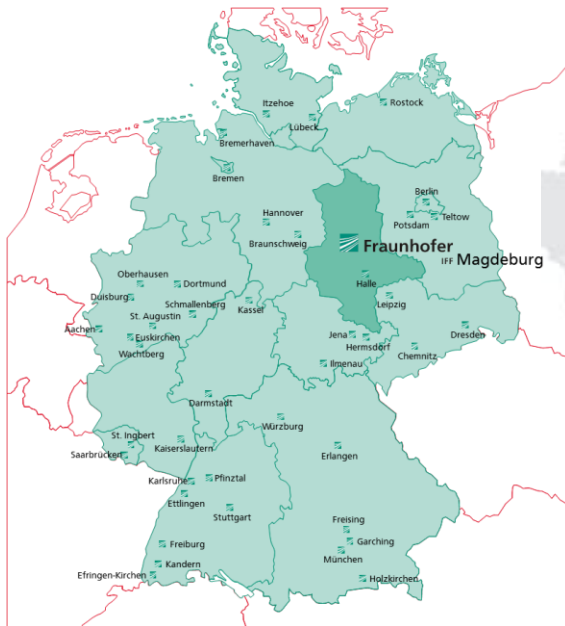 Itzehoe
Rostock
Lübeck
Bremerhaven
Bremen
Berlin
Hannover
Potsdam
Teltow
Braunschweig
Fraunhofer
IFF Magdeburg
Oberhausen
Dortmund
Halle
Duisburg
Leipzig
Kassel
Schmallenberg
St. Augustin
Aachen
Jena
Dresden
Euskirchen
Hermsdorf
Chemnitz
Wachtberg
Ilmenau
Darmstadt
Würzburg
St. Ingbert
Kaiserslautern
Erlangen
Saarbrücken
Karlsruhe
Pfinztal
Ettlingen
Stuttgart
Freising
Freiburg
Garching
München
Kandern
Efringen-Kirchen
Holzkirchen